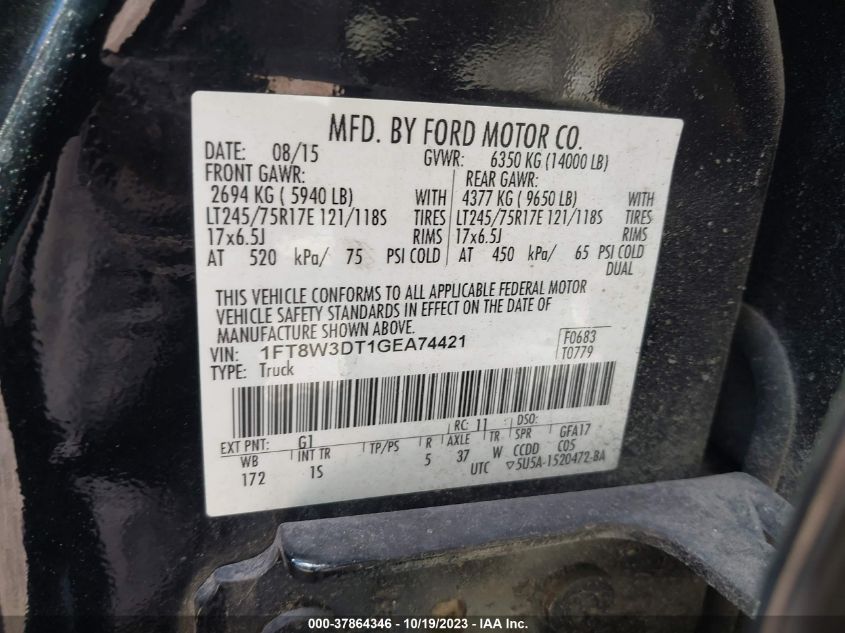 MFD. BY FORD MOTOR CO.
DATE: 08/15 GVWR: 6350 KG (14000 LB)
FRONT GAWR: REAR GAWR:
2694 KG ( 5940 LB) WITH 4377 KG ( 9650 LB) WITH
LT245/75R17E 121/118S TIRES LT245/75R17E 121/118S TIRES
17x6.5J RIMS 17x6.5J RIMS
AT 520 kPa/ 75 PSI COLD AT 450 kPa/ 65 PSI COLD
DUAL
THIS VEHICLE CONFORMS TO ALL APPLICABLE FEDERAL MOTOR
VEHICLE SAFETY STANDARDS IN EFFECT ON THE DATE OF
MANUFACTURE SHOWN ABOVE.
VIN: 1FT8W3DT1GEA74421 F0683
TYPE: Truck T0779
EXT PNT: G1 RC: 11 DSO:
WB INT TR TP/PS R AXLE TR SPR GFA17
172 1S 5 37 W CCDD C05
UTC ▽5U5A-1520472-BA
000-37864346 - 10/19/2023 - WWW.IAAI.COM